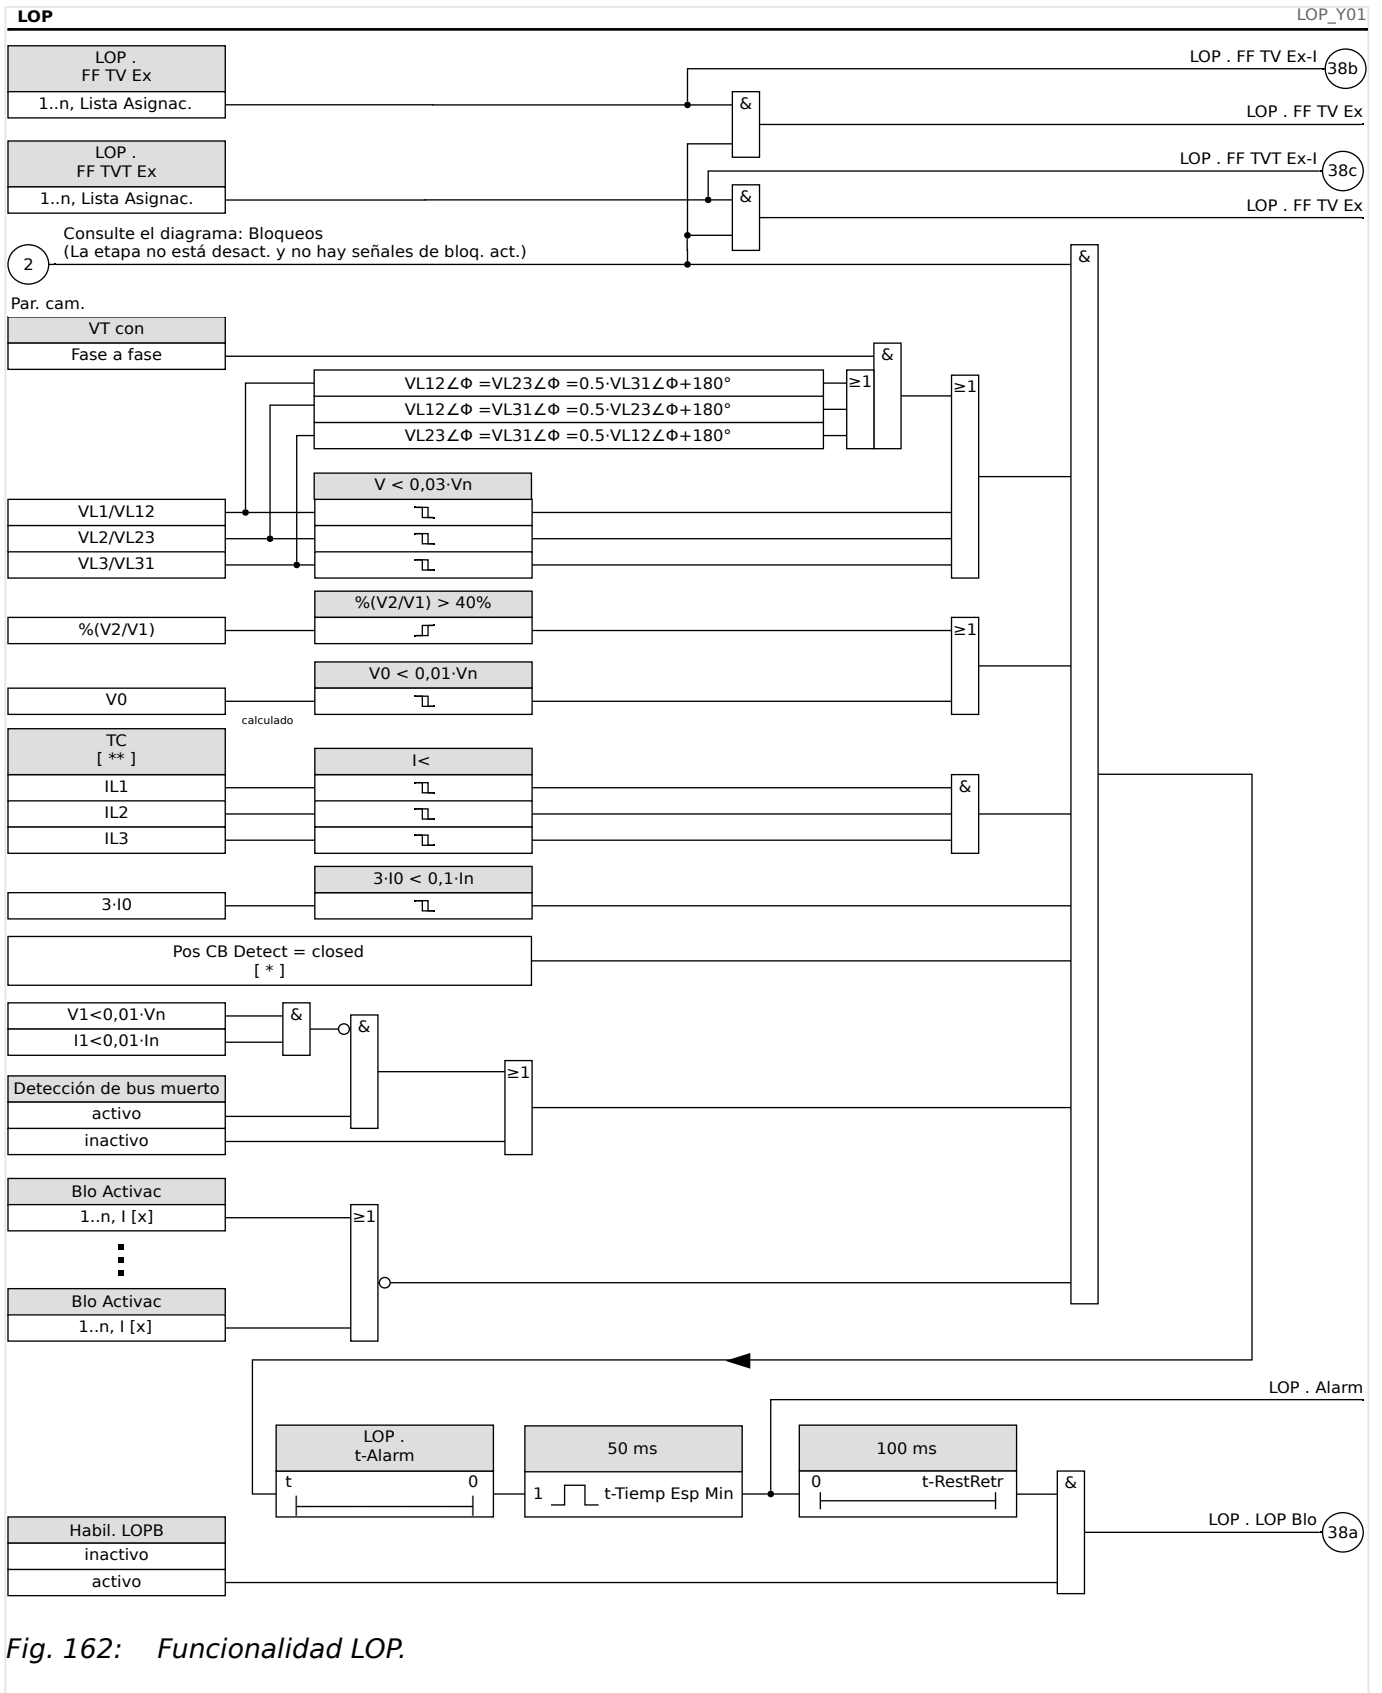 LOP
LOP_Y01
LOP .
FF TV Ex
1..n, Lista Asignac.
LOP . FF TV Ex-I
38b
&
LOP . FF TV Ex
LOP .
FF TVT Ex
1..n, Lista Asignac.
LOP . FF TVT Ex-I
38c
&
LOP . FF TV Ex
Consulte el diagrama: Bloqueos
(La etapa no está desact. y no hay señales de bloq. act.)
2
&
Par. cam.
VT con
Fase a fase
&
VL12∠Φ =VL23∠Φ =0.5·VL31∠Φ+180°
≥1
≥1
VL12∠Φ =VL31∠Φ =0.5·VL23∠Φ+180°
VL23∠Φ =VL31∠Φ =0.5·VL12∠Φ+180°
V < 0,03·Vn
VL1/VL12
VL2/VL23
VL3/VL31
%(V2/V1) > 40%
%(V2/V1)
≥1
V0 < 0,01·Vn
V0
calculado
TC
[ ** ]
I<
IL1
&
IL2
IL3
3·I0 < 0,1·In
3·I0
Pos CB Detect = closed
[ * ]
V1<0,01·Vn
&
&
I1<0,01·In
≥1
Detección de bus muerto
activo
inactivo
Blo Activac
1..n, I [x]
≥1
Blo Activac
1..n, I [x]
LOP . Alarm
LOP .
t-Alarm
t 0
50 ms
1 t-Tiemp Esp Min
100 ms
0 t-RestRetr
&
LOP . LOP Blo
38a
Habil. LOPB
inactivo
activo
Fig. 162: Funcionalidad LOP.